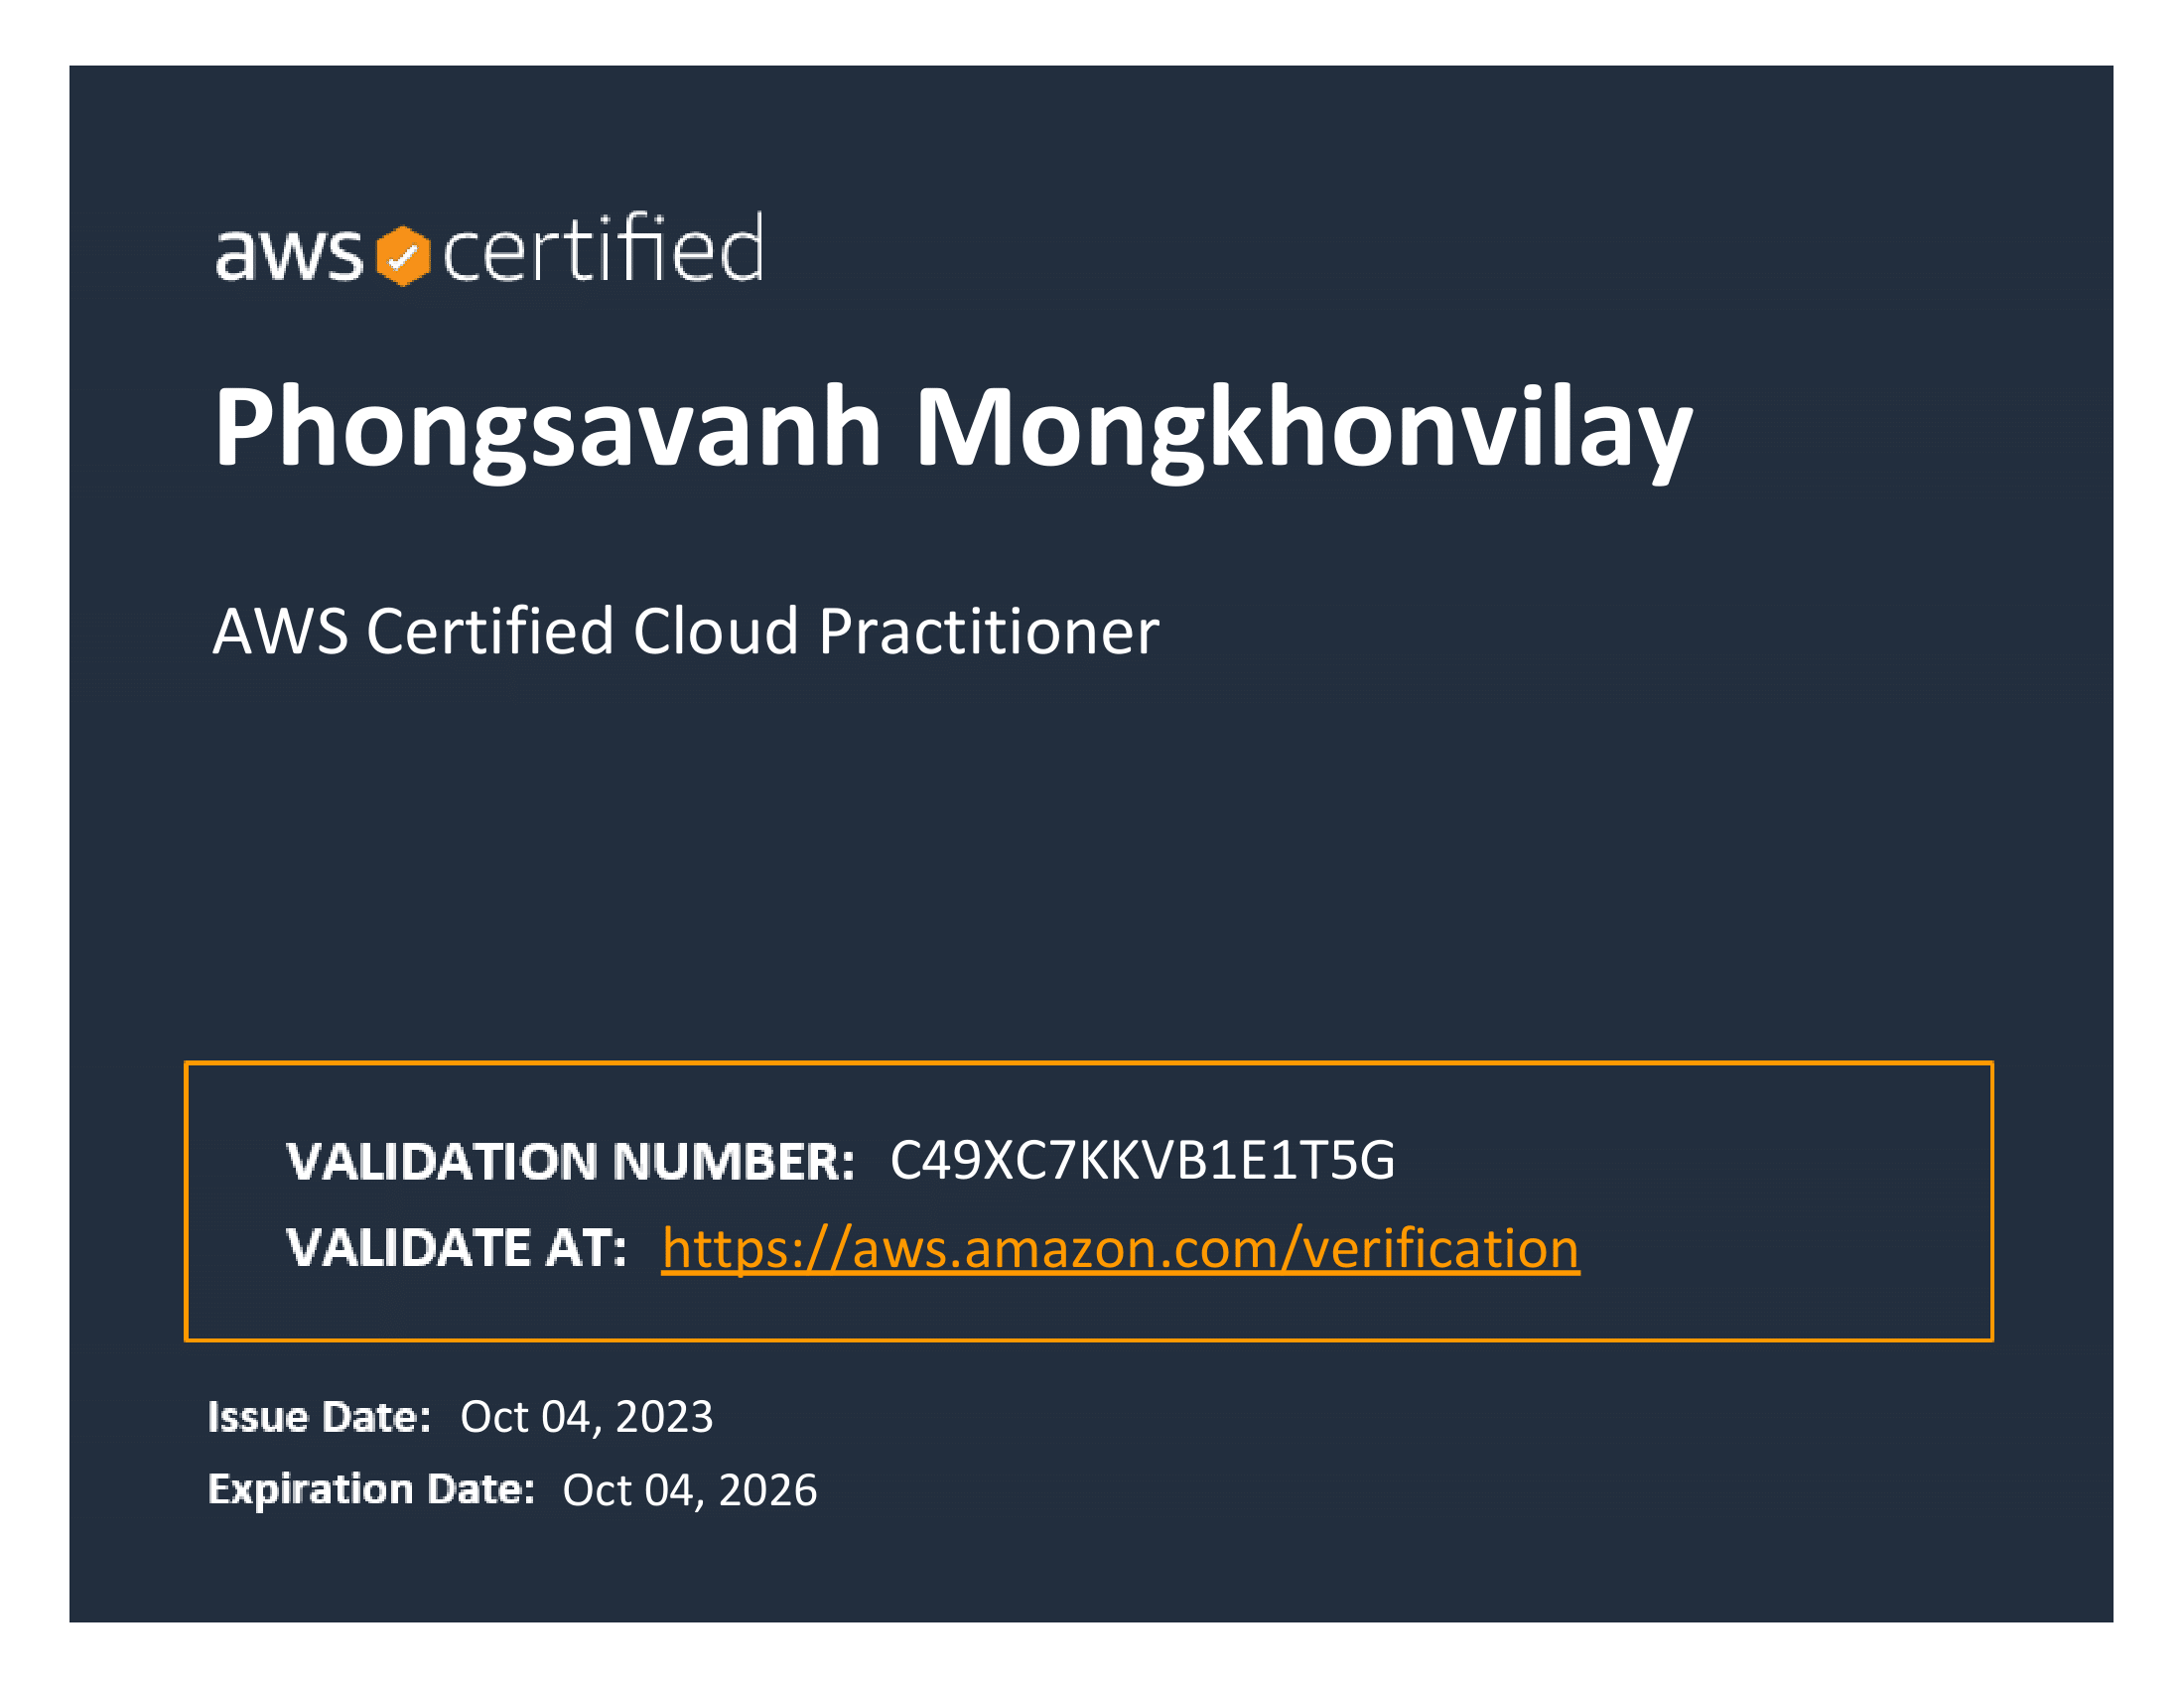 aws certified
Phongsavanh Mongkhonvilay
AWS Certified Cloud Practitioner
VALIDATION NUMBER: C49XC7KKVB1E1T5G
VALIDATE AT: https://aws.amazon.com/verification
Issue Date: Oct 04, 2023
Expiration Date: Oct 04, 2026